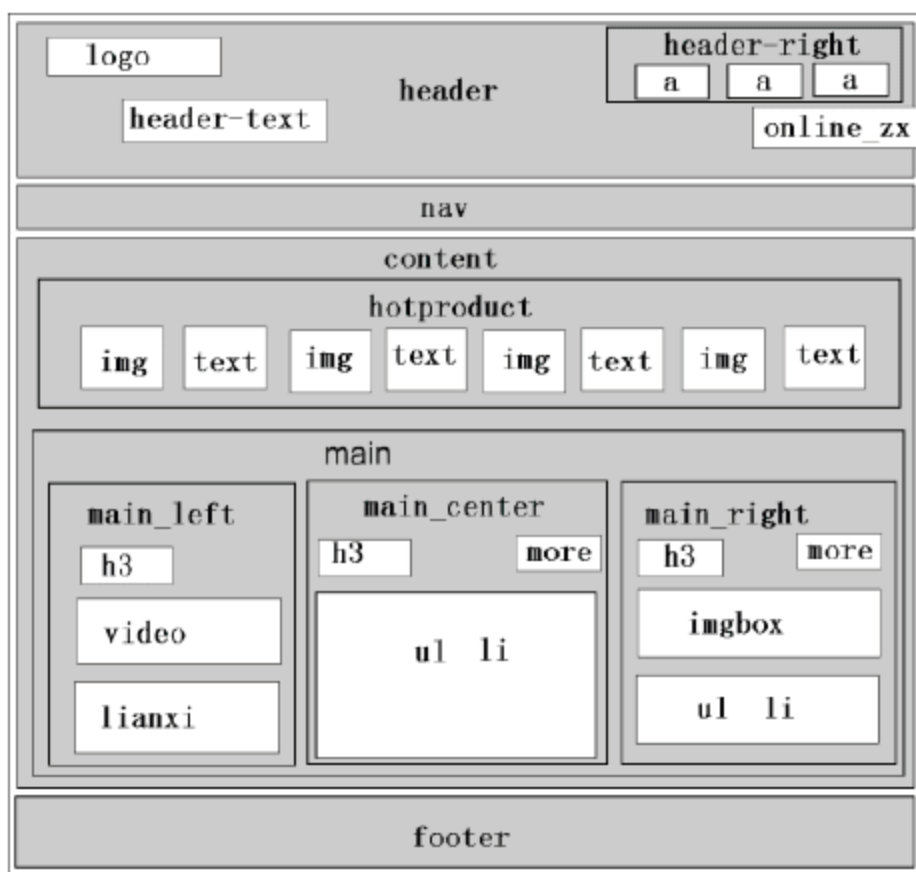 logo
header-right
a a a
header
header-text
online_zx
nav
content
hotproduct
img text img text img text img text
main
main_left
h3
video
lianxi
main_center
h3 more
ul li
main_right
h3 more
imgbox
ul li
footer